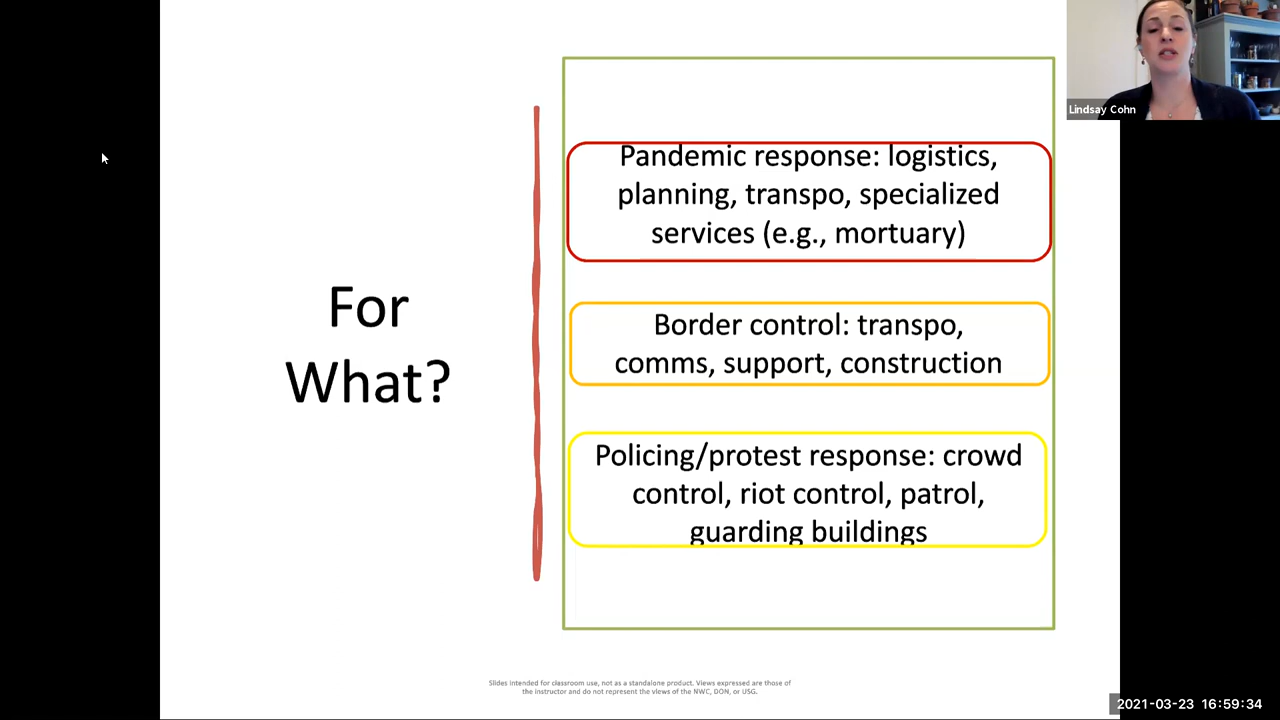 Lindsay Cohn
For
What?
Pandemic response: logistics,
planning, transpo, specialized
services (e.g., mortuary)
Border control: transpo,
comms, support, construction
Policing/protest response: crowd
control, riot control, patrol,
guarding buildings
Slides intended for classroom use, not as a standalone product. Views expressed are those of
the instructor and do not represent the views of the NWC, DON, or USG.
2021-03-23 16:59:34